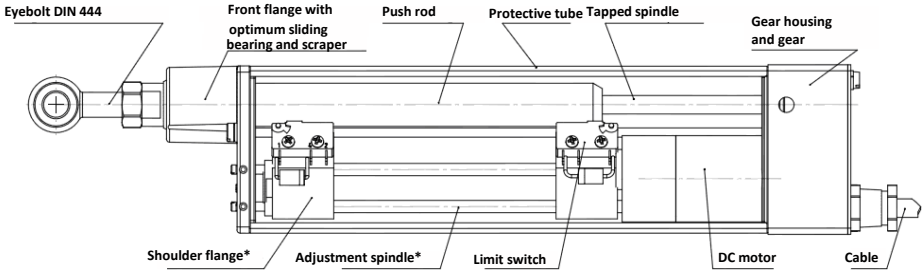 Eyebolt DIN 444
Front flange with
optimum sliding
bearing and scraper
Push rod
Protective tube
Tapped spindle
Gear housing
and gear
Shoulder flange*
Adjustment spindle*
Limit switch
DC motor
Cable